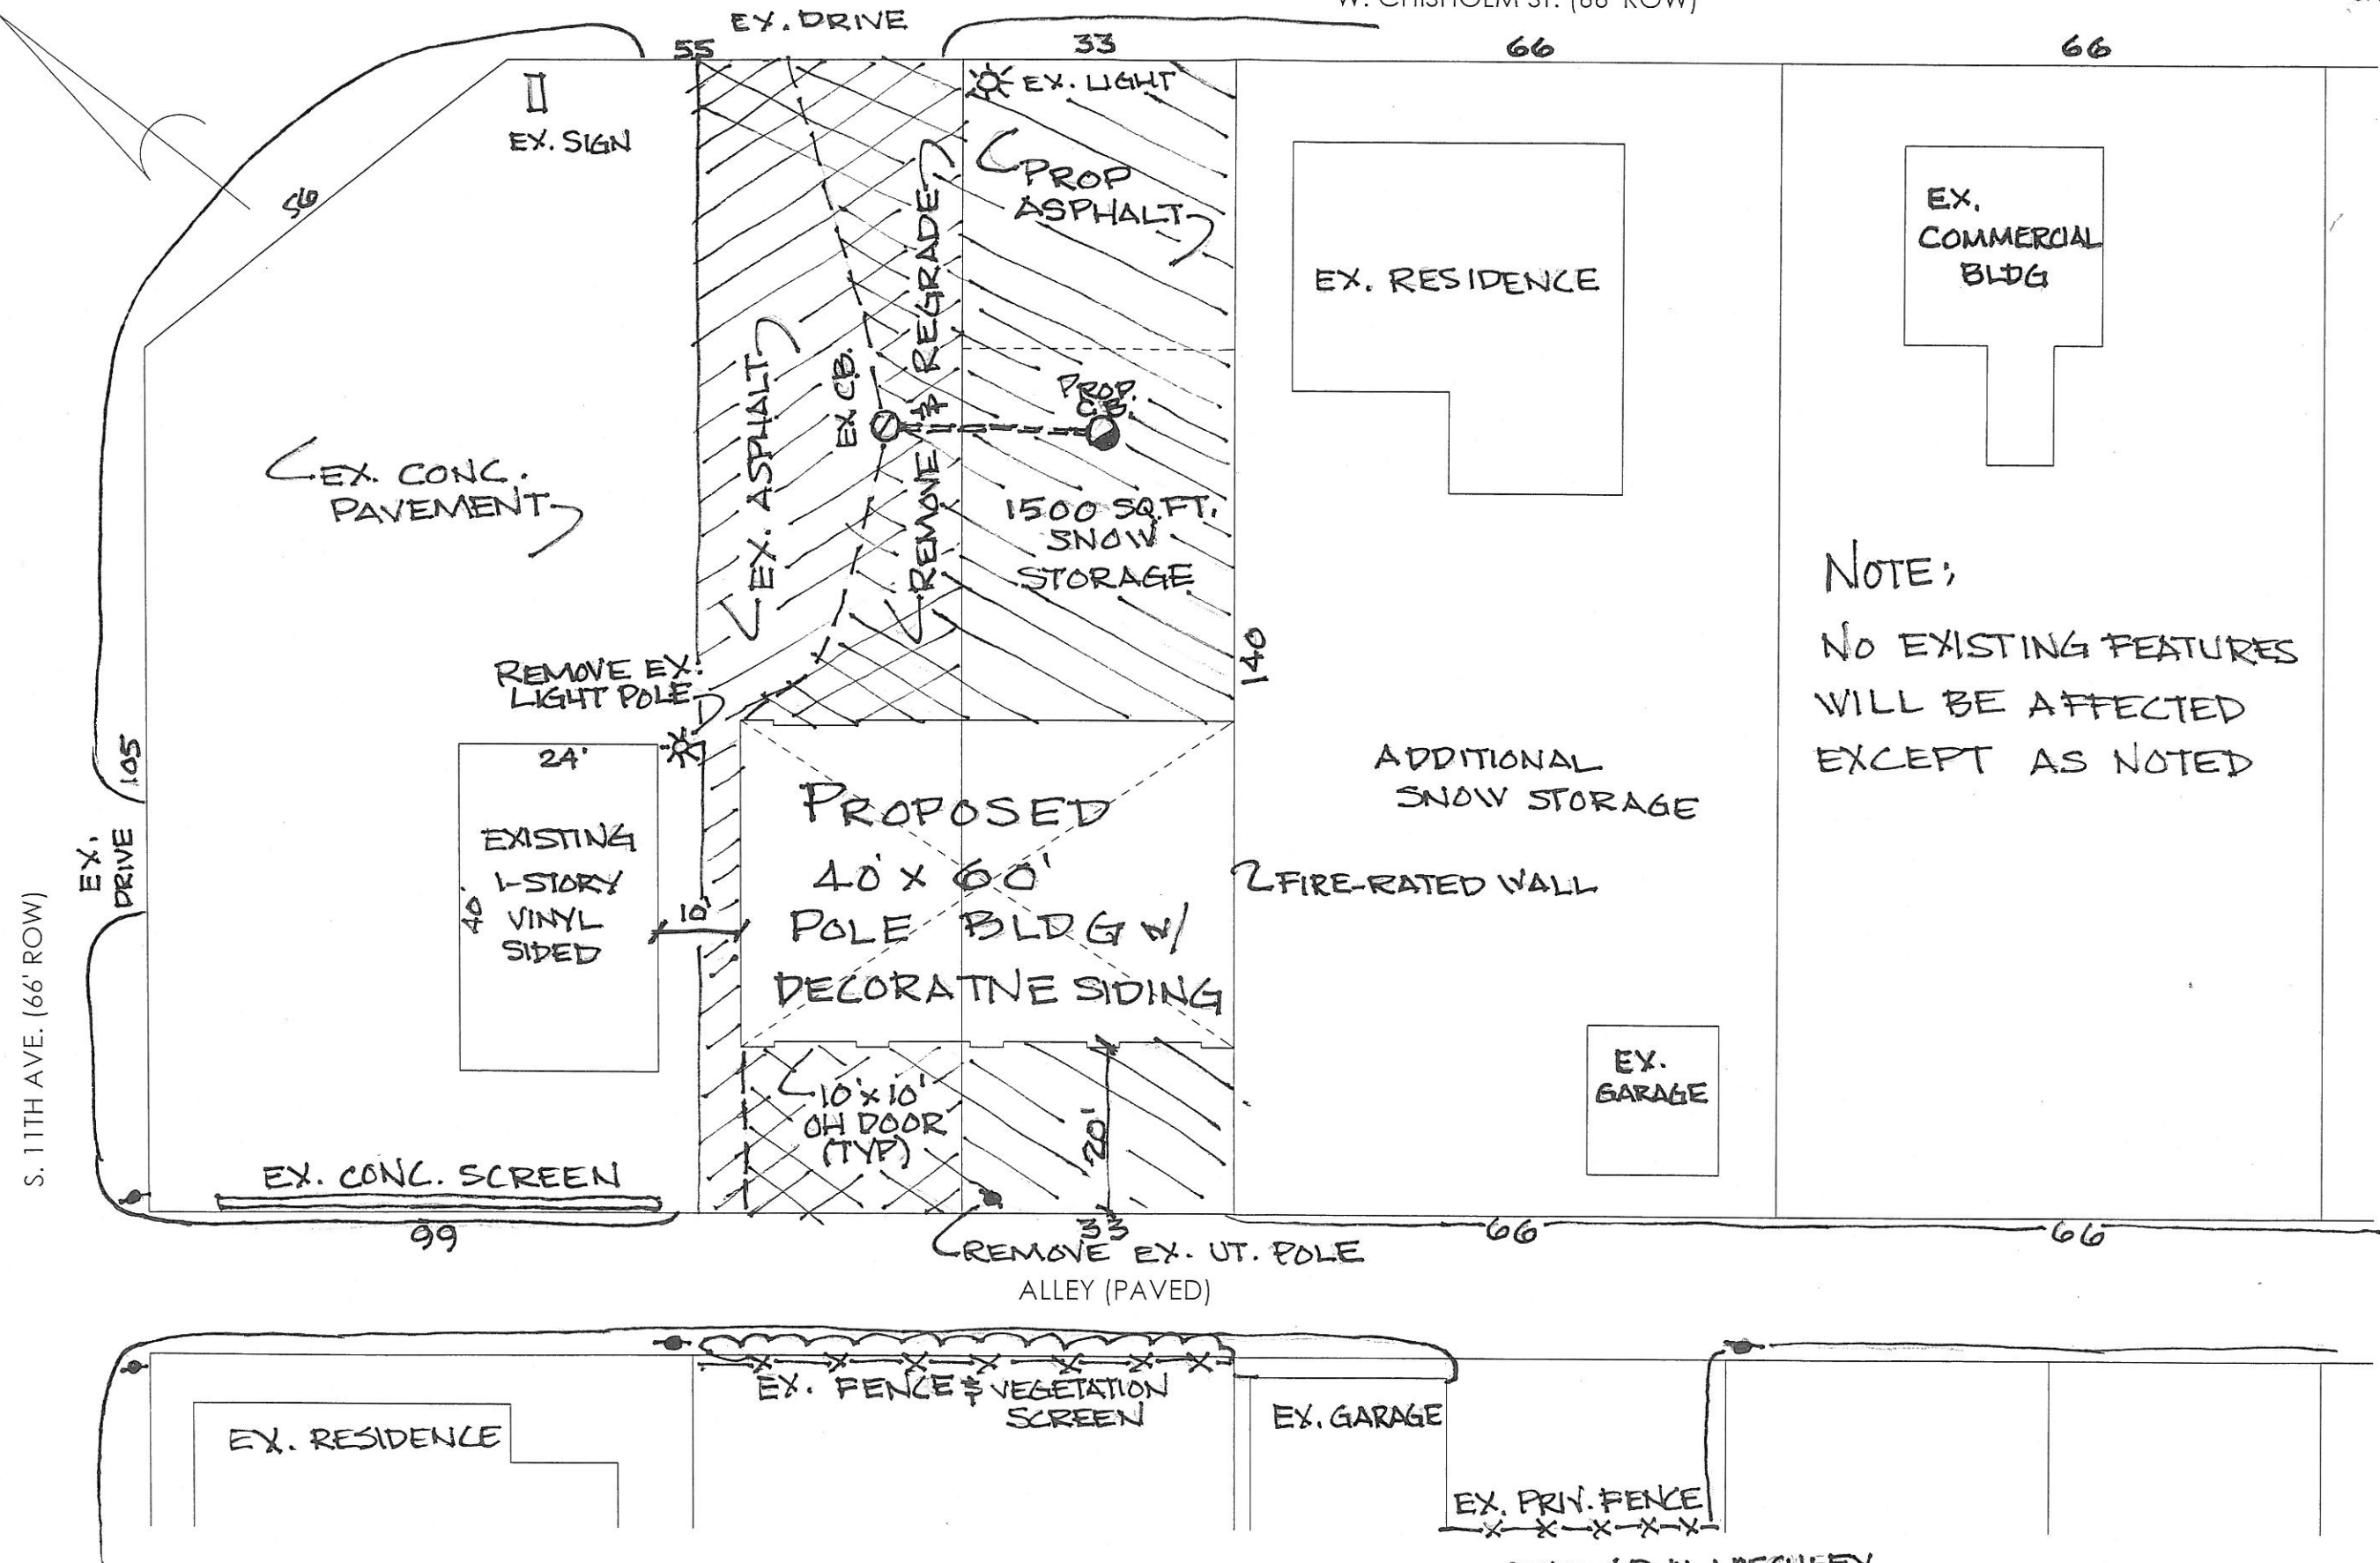 W. CHISHOLM ST. (66' ROW)
EX. DRIVE
55
33
66
66
EX. LIGHT
EX. SIGN
56
PROP
ASPHALT
REMOVE & REGRADE
EX. ASPHALT
EX. CB.
PROP.
C.B.
EX. RESIDENCE
EX.
COMMERCIAL
BLDG
EX. CONC.
PAVEMENT
1500 SQ.FT.
SNOW
STORAGE
NOTE:
NO EXISTING FEATURES
WILL BE AFFECTED
EXCEPT AS NOTED
140
REMOVE EX.
LIGHT POLE
105
24'
EXISTING
1-STORY
VINYL
SIDED
40'
10'
PROPOSED
40' X 60'
POLE BLDG W/
DECORATIVE SIDING
ADDITIONAL
SNOW STORAGE
FIRE-RATED WALL
EX.
DRIVE
S. 11TH AVE. (66' ROW)
10'x10'
OH DOOR
(TYP)
20'
EX.
GARAGE
EX. CONC. SCREEN
99
33
66
66
REMOVE EX. UT. POLE
ALLEY (PAVED)
EX. FENCE & VEGETATION
SCREEN
EX. RESIDENCE
EX. GARAGE
EX. PRIV. FENCE